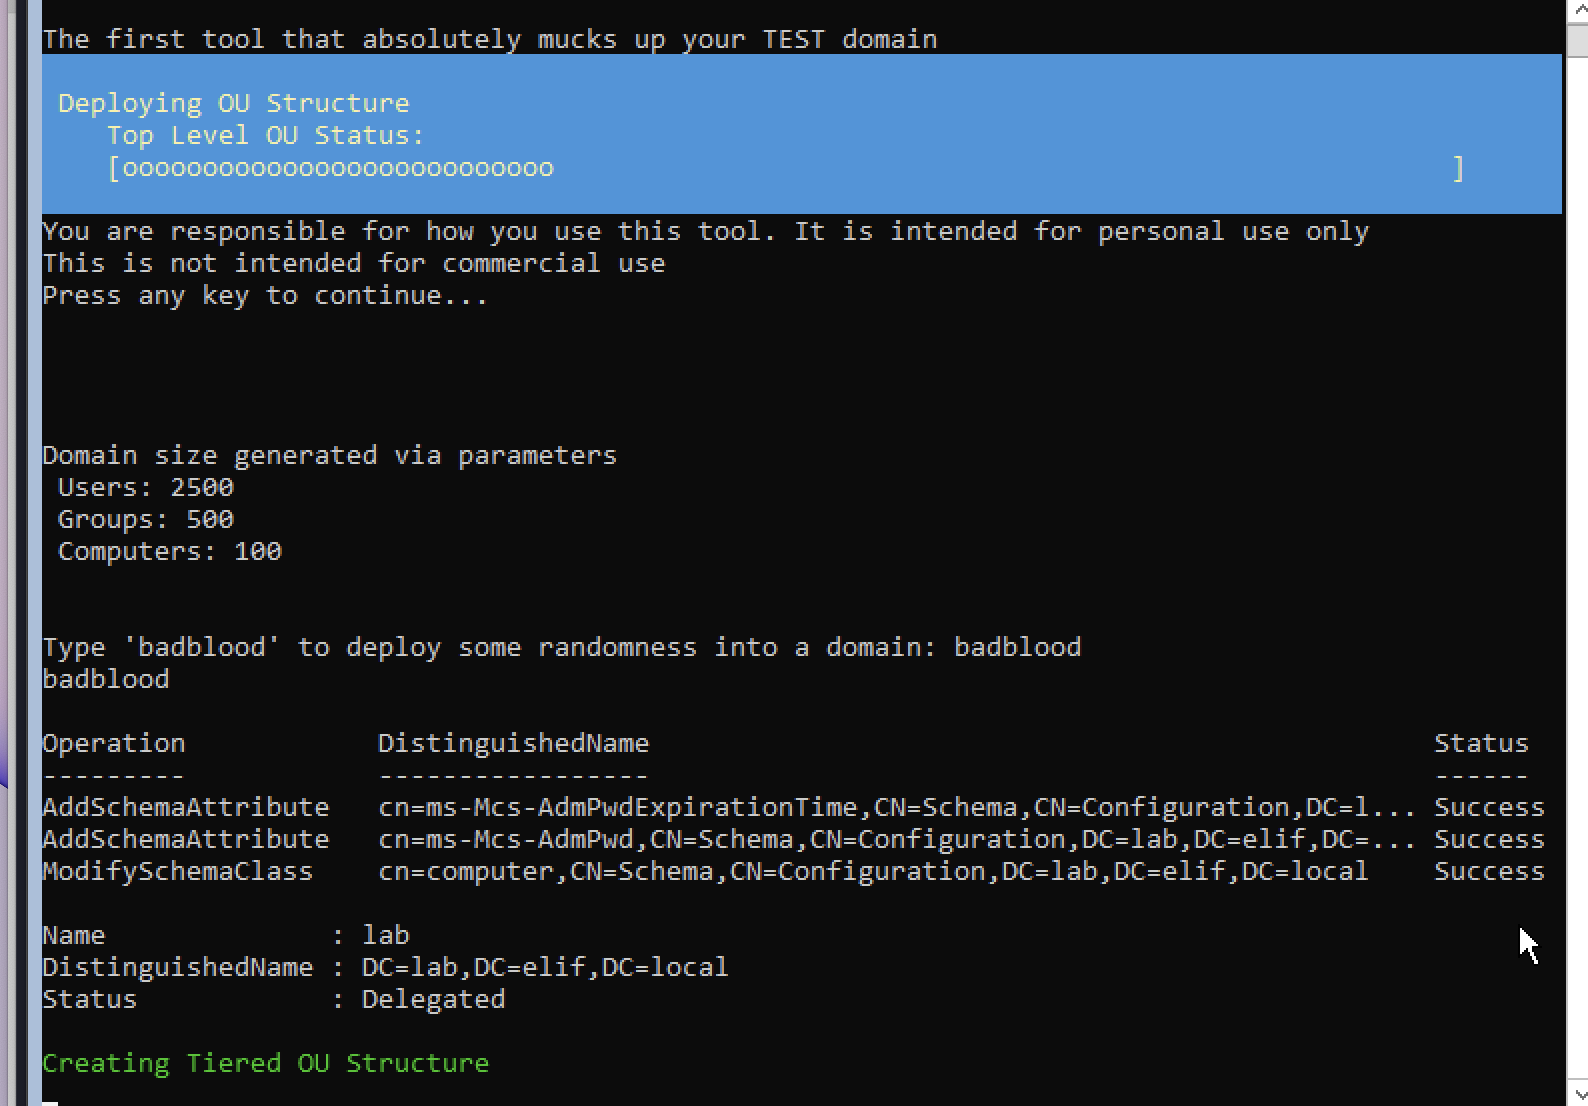 The first tool that absolutely mucks up your TEST domain
Deploying OU Structure
Top Level OU Status:
[ooooooooooooooooooooooooooo                                                        ]
You are responsible for how you use this tool. It is intended for personal use only
This is not intended for commercial use
Press any key to continue...
Domain size generated via parameters
Users: 2500
Groups: 500
Computers: 100
Type 'badblood' to deploy some randomness into a domain: badblood
badblood
Operation            DistinguishedName                                                 Status
---------            -----------------                                                 ------
AddSchemaAttribute   cn=ms-Mcs-AdmPwdExpirationTime,CN=Schema,CN=Configuration,DC=l... Success
AddSchemaAttribute   cn=ms-Mcs-AdmPwd,CN=Schema,CN=Configuration,DC=lab,DC=elif,DC=... Success
ModifySchemaClass    cn=computer,CN=Schema,CN=Configuration,DC=lab,DC=elif,DC=local    Success
Name              : lab
DistinguishedName : DC=lab,DC=elif,DC=local
Status            : Delegated
Creating Tiered OU Structure